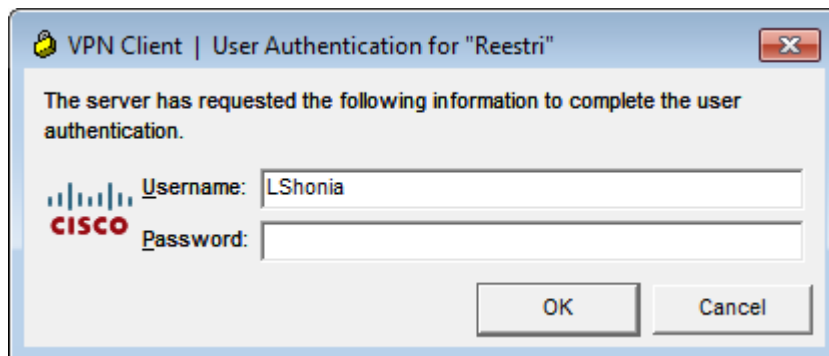 VPN Client | User Authentication for "Reestri"
The server has requested the following information to complete the user
authentication.
Username: LShonia
CISCO
Password:
OK Cancel